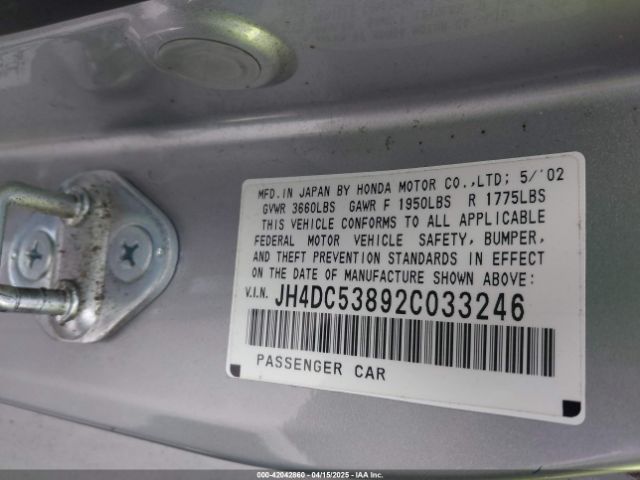 MFD. IN JAPAN BY HONDA MOTOR CO.,LTD; 5/'02
GVWR 3660LBS GAWR F 1950LBS R 1775LBS
THIS VEHICLE CONFORMS TO ALL APPLICABLE
FEDERAL MOTOR VEHICLE SAFETY, BUMPER,
AND THEFT PREVENTION STANDARDS IN EFFECT
ON THE DATE OF MANUFACTURE SHOWN ABOVE:
V.I.N. JH4DC53892C033246
PASSENGER CAR
000-42042860 - 04/15/2025 - IAA Inc.